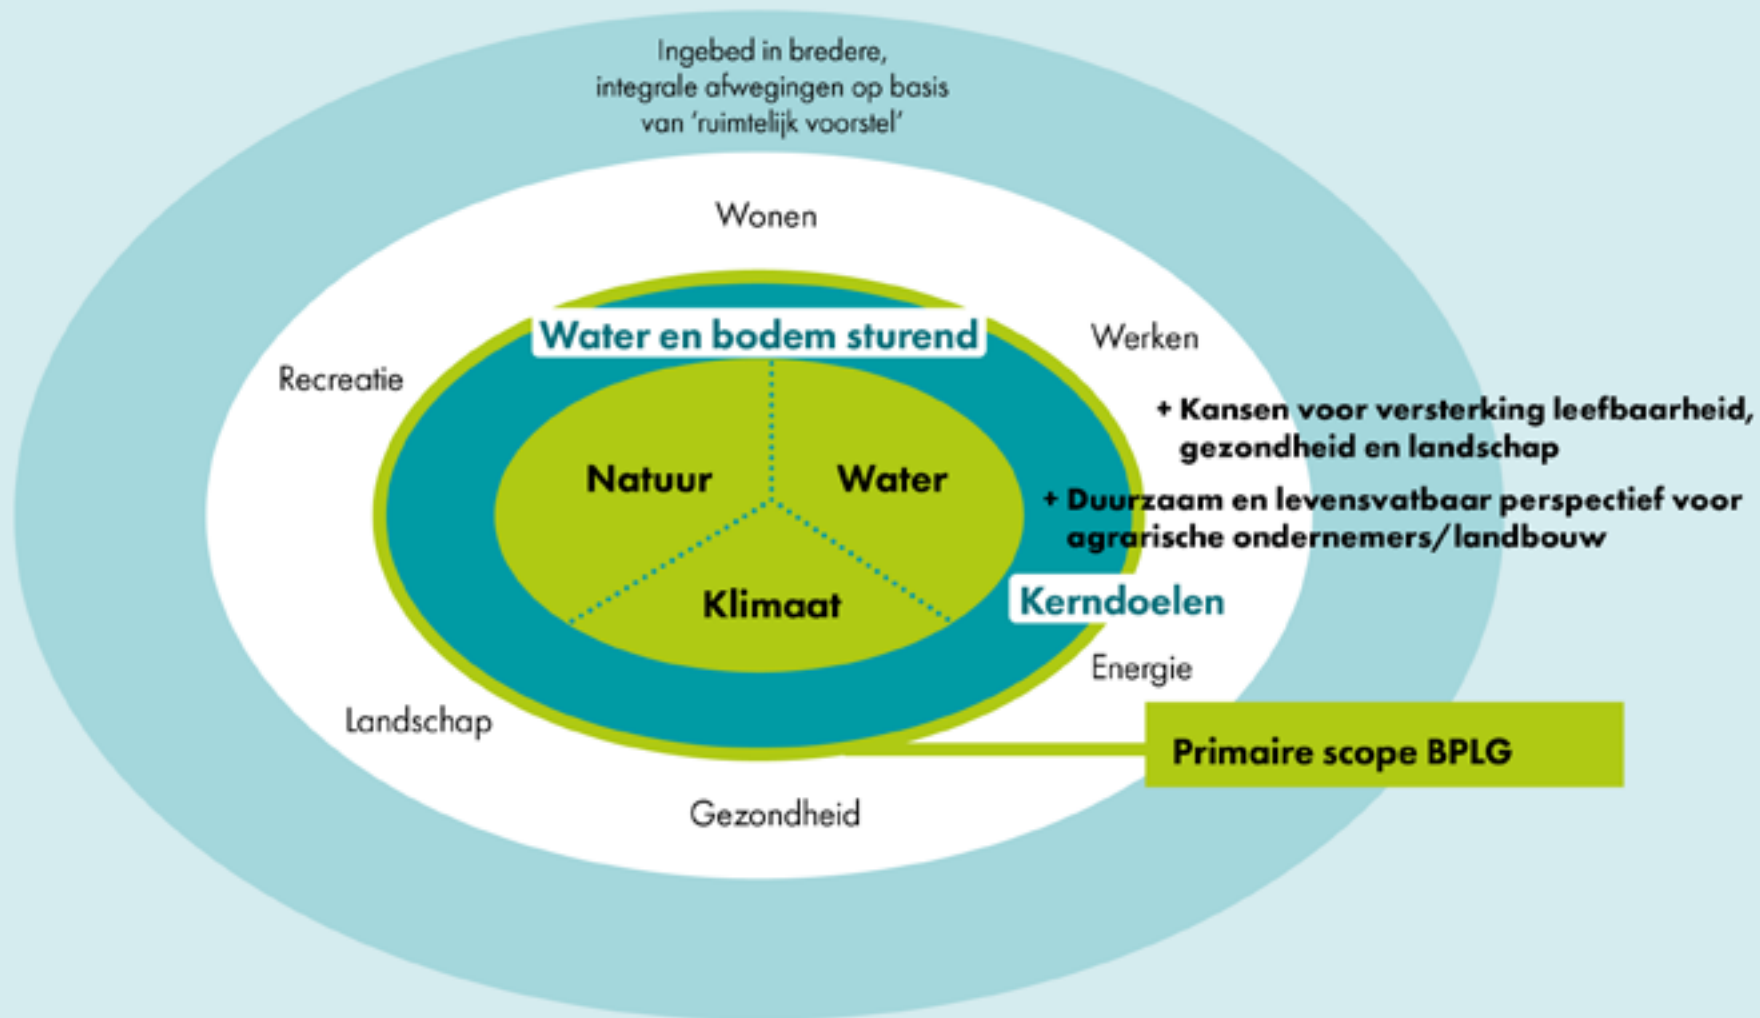 Ingebed in bredere,
integrale afwegingen op basis
van ‘ruimtelijk voorstel’
Wonen
Water en bodem sturend
Werken
Recreatie
+ Kansen voor versterking leefbaarheid,
gezondheid en landschap
Natuur
Water
+ Duurzaam en levensvatbaar perspectief voor
agrarische ondernemers/landbouw
Klimaat
Kerndoelen
Energie
Landschap
Primaire scope BPLG
Gezondheid